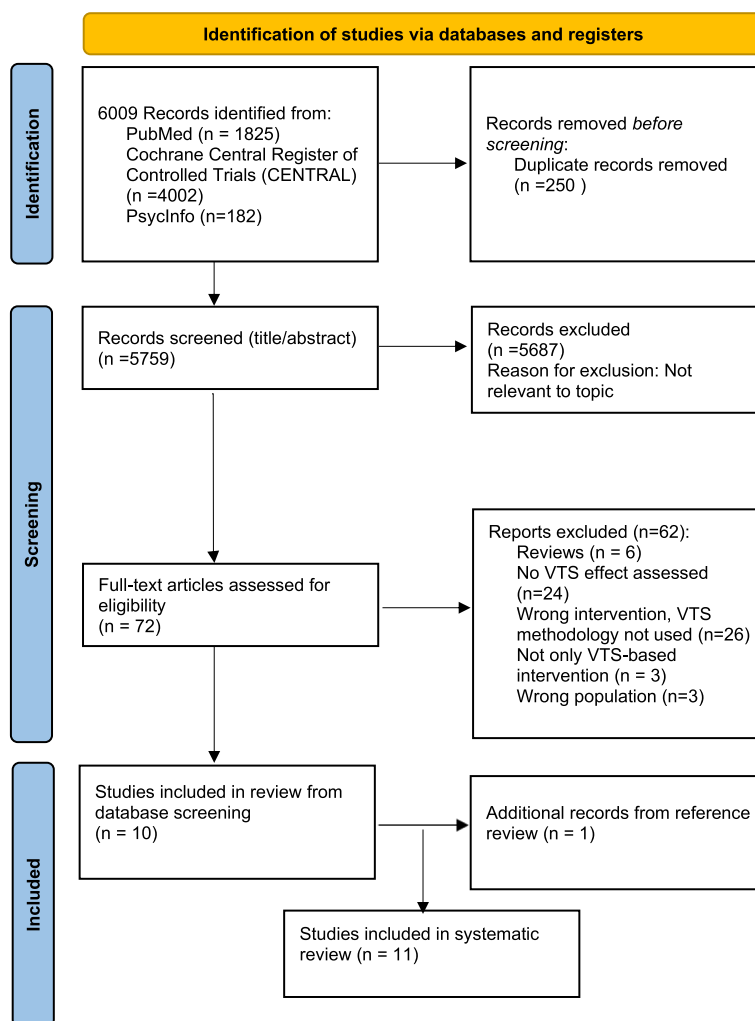 Identification of studies via databases and registers
Identification
6009 Records identified from:
PubMed (n = 1825)
Cochrane Central Register of
Controlled Trials (CENTRAL)
(n =4002)
PsycInfo (n=182)
Records removed before
screening:
Duplicate records removed
(n =250 )
Screening
Records screened (title/abstract)
(n =5759)
Records excluded
(n =5687)
Reason for exclusion: Not
relevant to topic
Full-text articles assessed for
eligibility
(n = 72)
Reports excluded (n=62):
Reviews (n = 6)
No VTS effect assessed
(n=24)
Wrong intervention, VTS
methodology not used (n=26)
Not only VTS-based
intervention (n = 3)
Wrong population (n=3)
Included
Studies included in review from
database screening
(n = 10)
Additional records from reference
review (n = 1)
Studies included in systematic
review (n = 11)